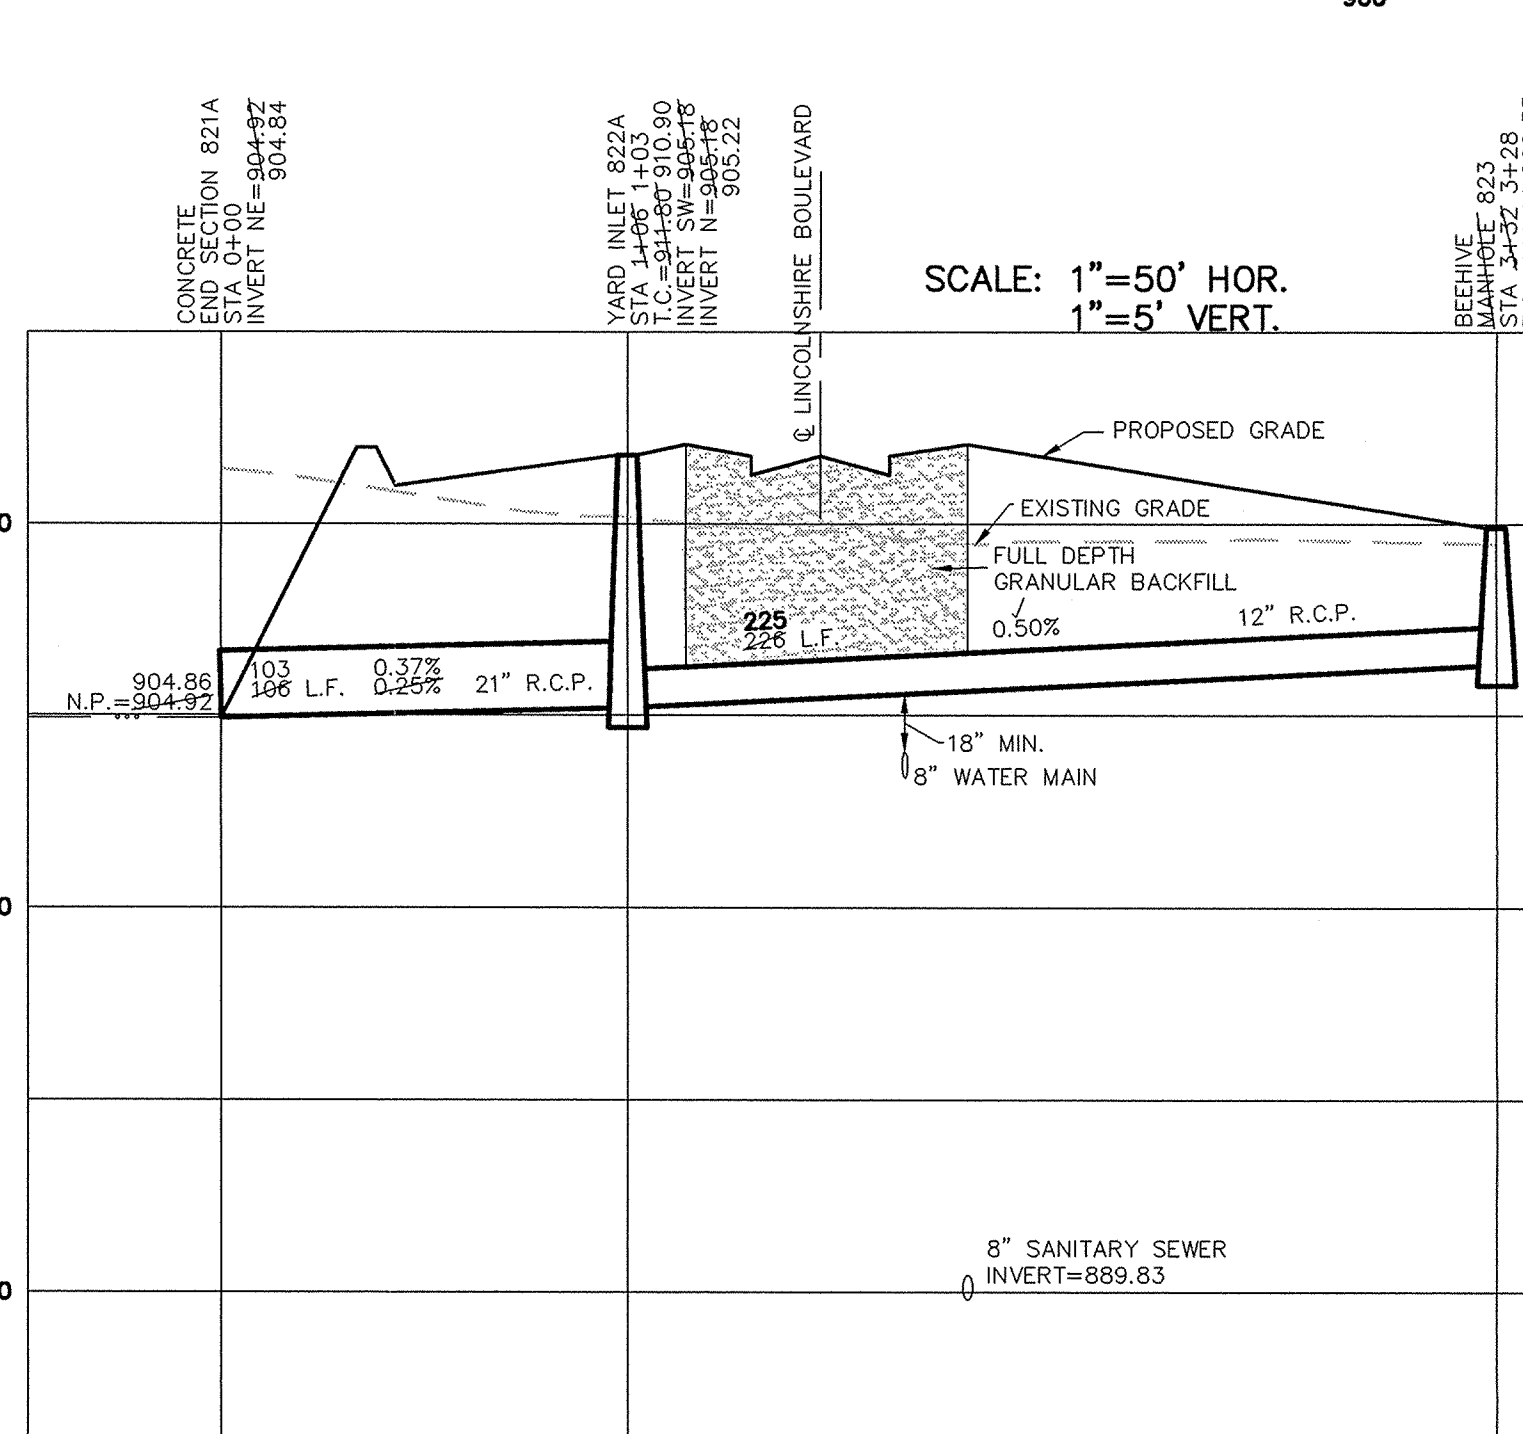 CONCRETE
END SECTION 821A
STA 0+00
INVERT NE=904.92
904.84
YARD INLET 822A
STA 1+06 1+03
T.C.=911.80 910.90
INVERT SW=905.18
INVERT N=905.18
905.22
℄ LINCOLNSHIRE BOULEVARD
SCALE: 1"=50' HOR.
1"=5' VERT.
BEEHIVE
MANHOLE 823
STA 3+32 3+28
PROPOSED GRADE
EXISTING GRADE
FULL DEPTH
GRANULAR BACKFILL
0.50%
12" R.C.P.
225
226 L.F.
103
106 L.F.
0.37%
0.25%
21" R.C.P.
904.86
N.P.=904.92
18" MIN.
8" WATER MAIN
8" SANITARY SEWER
INVERT=889.83